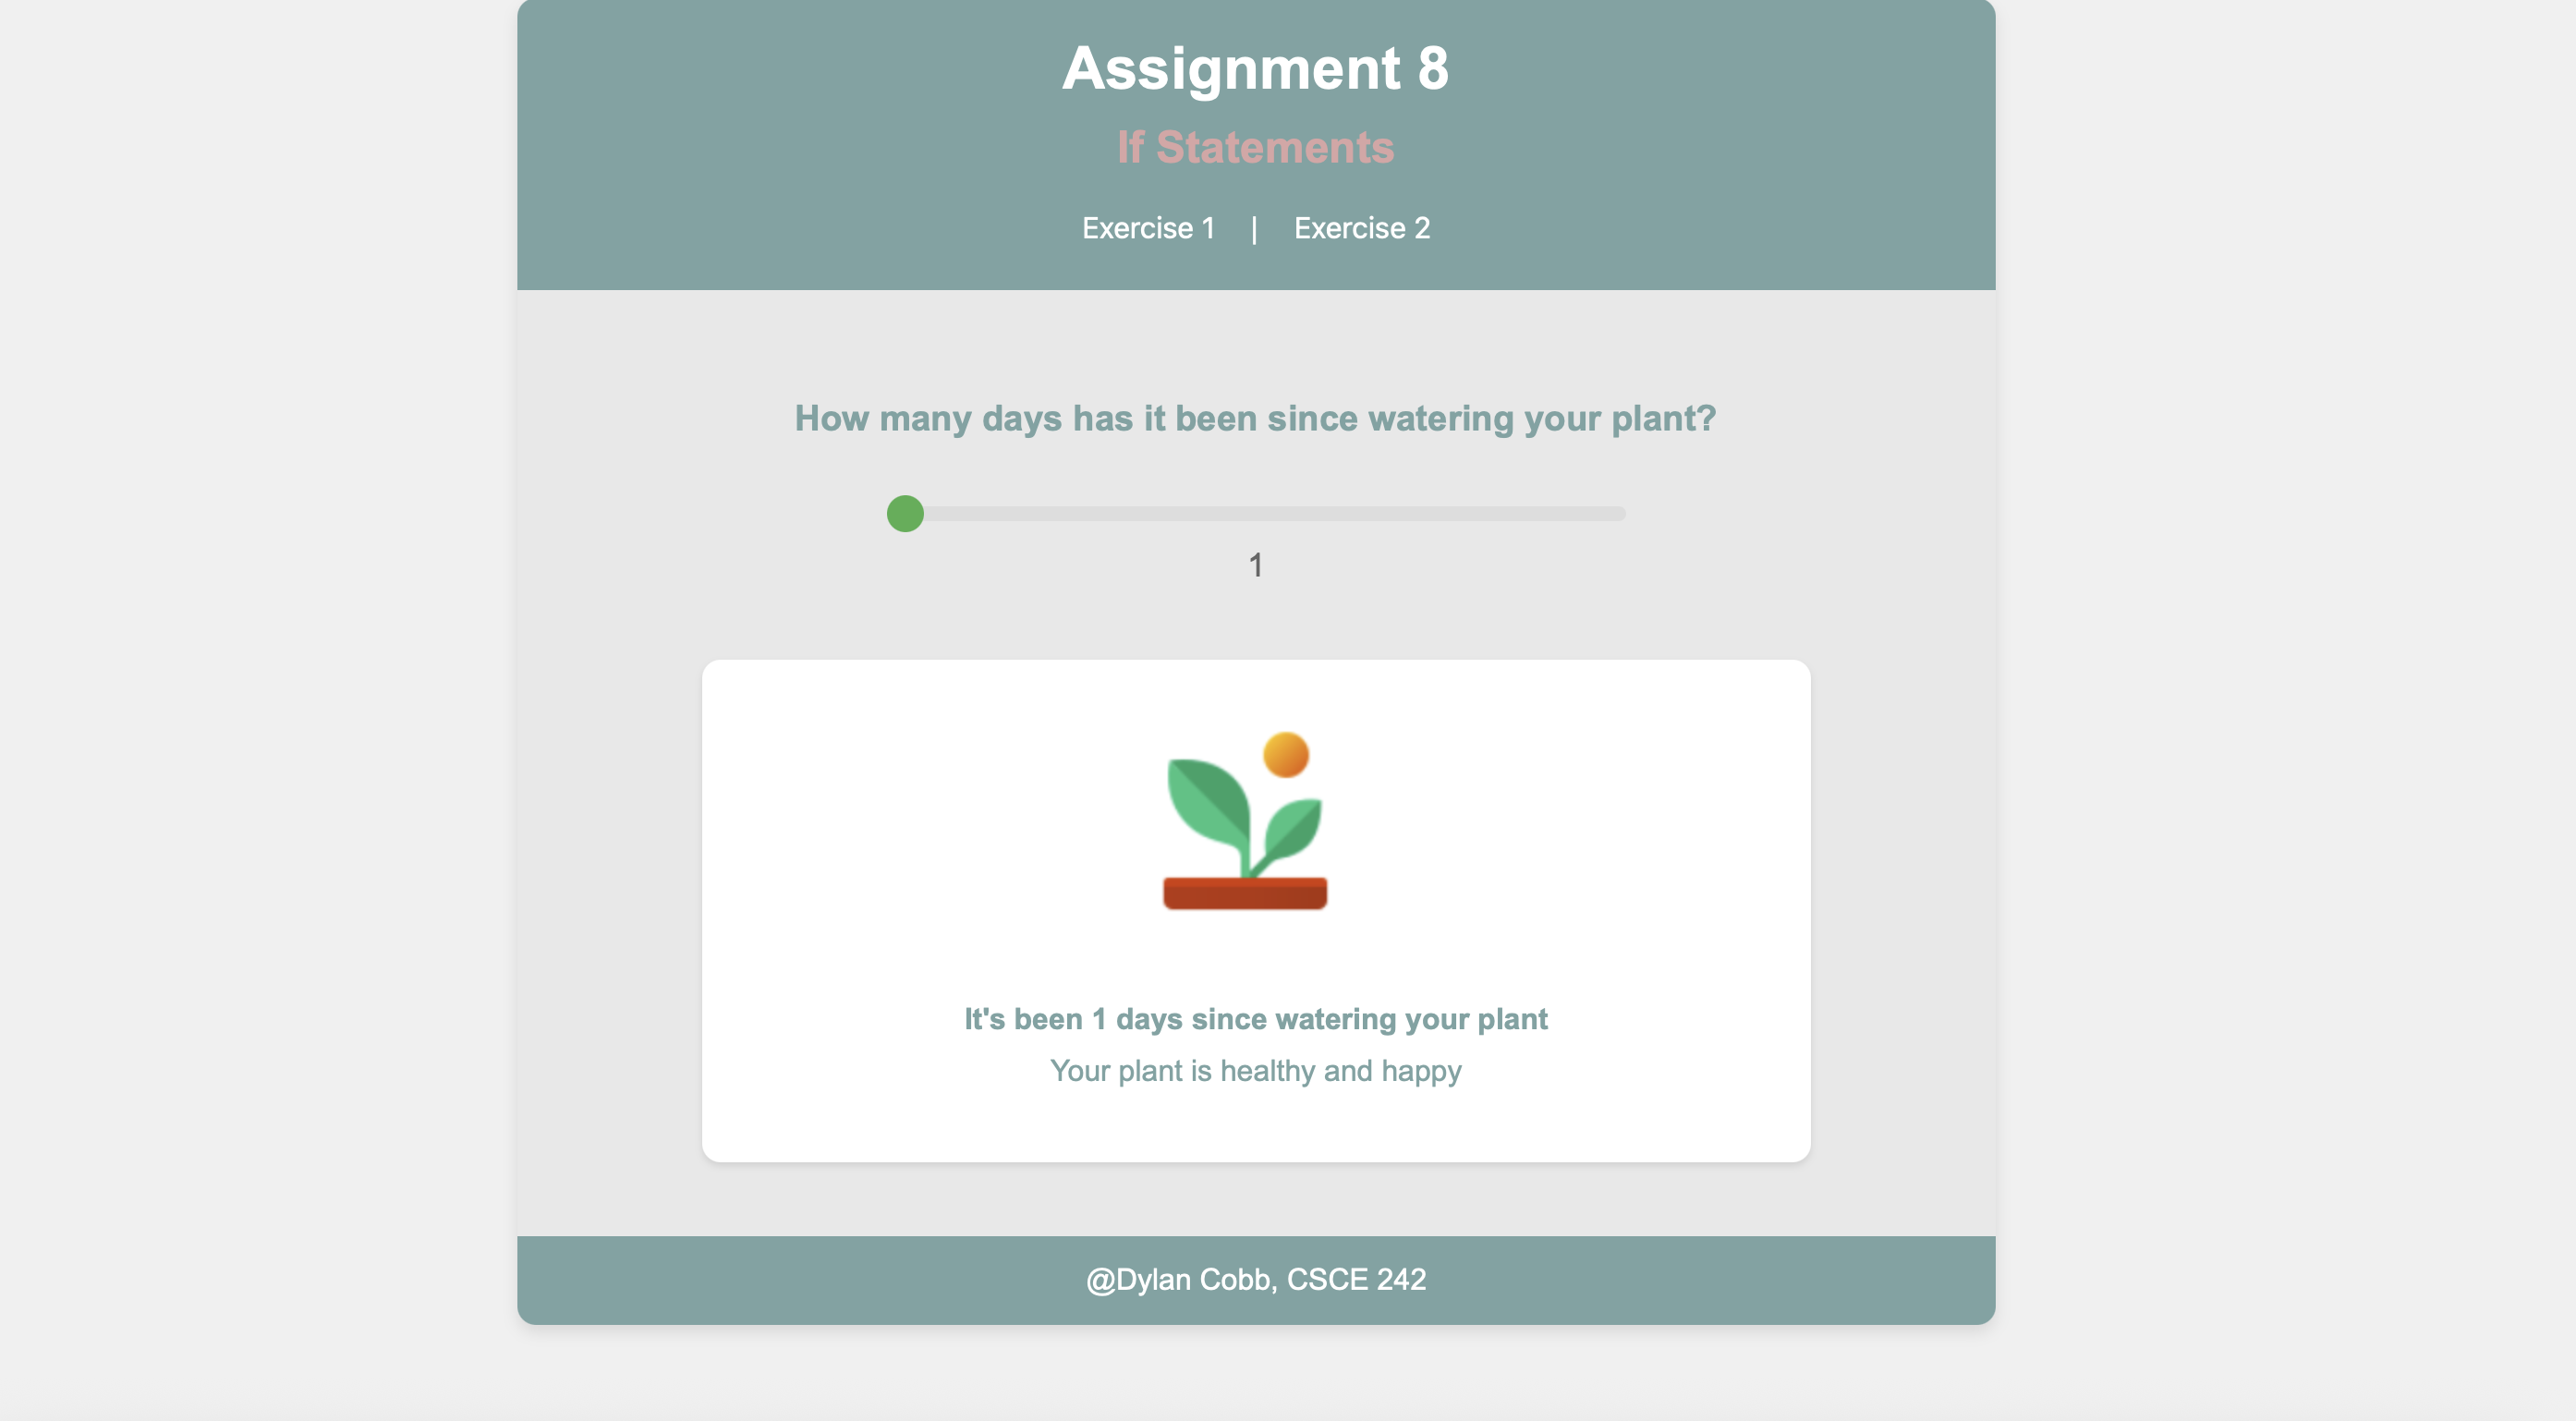 Assignment 8
If Statements
Exercise 1 | Exercise 2
How many days has it been since watering your plant?
1
It's been 1 days since watering your plant
Your plant is healthy and happy
@Dylan Cobb, CSCE 242